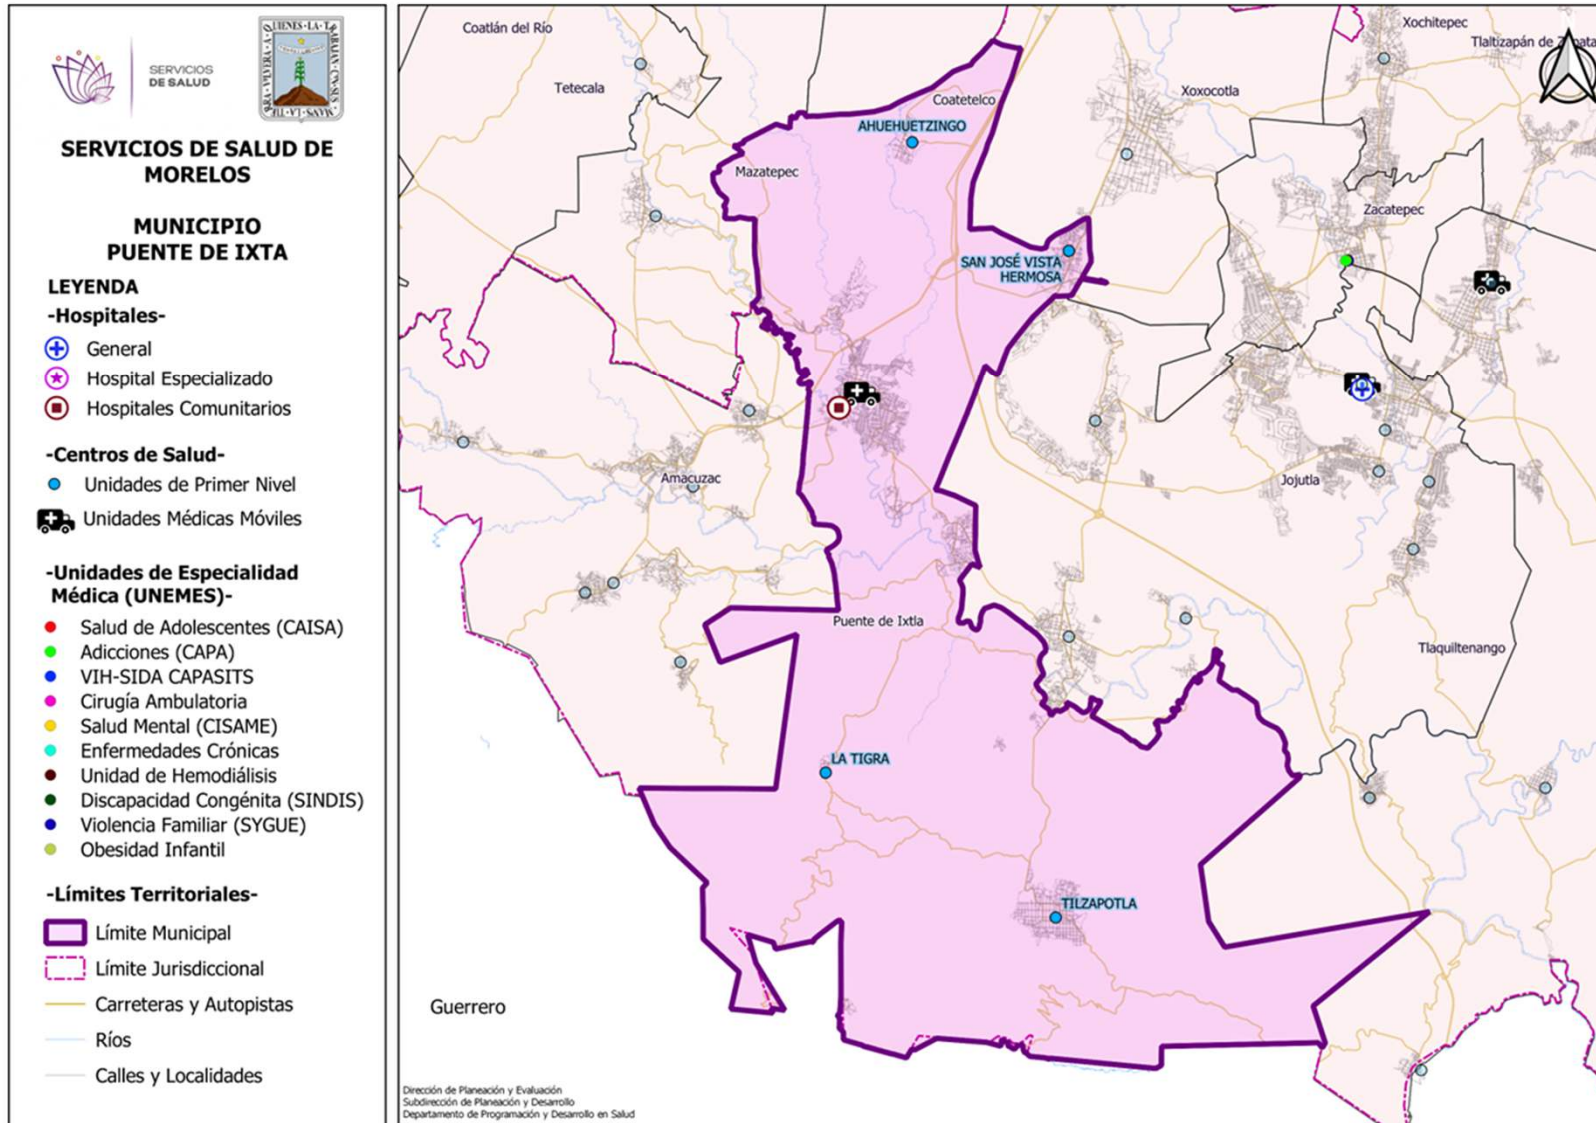 SERVICIOS
DE SALUD
SERVICIOS DE SALUD DE
MORELOS
MUNICIPIO
PUENTE DE IXTA
LEYENDA
-Hospitales-
General
Hospital Especializado
Hospitales Comunitarios
-Centros de Salud-
Unidades de Primer Nivel
Unidades Médicas Móviles
-Unidades de Especialidad
Médica (UNEMES)-
Salud de Adolescentes (CAISA)
Adicciones (CAPA)
VIH-SIDA CAPASITS
Cirugía Ambulatoria
Salud Mental (CISAME)
Enfermedades Crónicas
Unidad de Hemodiálisis
Discapacidad Congénita (SINDIS)
Violencia Familiar (SYGUE)
Obesidad Infantil
-Límites Territoriales-
Límite Municipal
Límite Jurisdiccional
Carreteras y Autopistas
Ríos
Calles y Localidades
Coatlán del Río
Xochitepec
Tlaltizapán de
Tetecala
Coatetelco
Xoxocotla
AHUEHUETZINGO
Mazatepec
Zacatepec
SAN JOSÉ VISTA
HERMOSA
Amacuzac
Jojutla
Puente de Ixtla
Tlaquiltenango
LA TIGRA
TILZAPOTLA
Guerrero
Dirección de Planeación y Evaluación
Subdirección de Planeación y Desarrollo
Departamento de Programación y Desarrollo en Salud